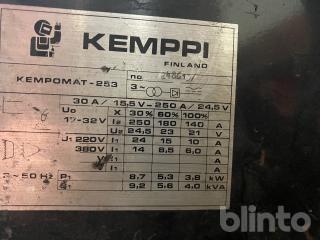 KEMPPI
FINLAND
KEMPOMAT-253
no.
3~
30 A / 15,5 V - 250 A / 24,5 V
U₀ X 30% 60% 100%
17-32V I₂ 250 180 140 A
U₂ 24,5 23 21 V
U₁ 220V I₁ 24 15 10 A
380V I₁ 14 8,5 6,0 A
V I₁ A
3~50 Hz P₁ 8,7 5,3 3,8 kW
S₁ 9,2 5,6 4,0 kVA
blinto